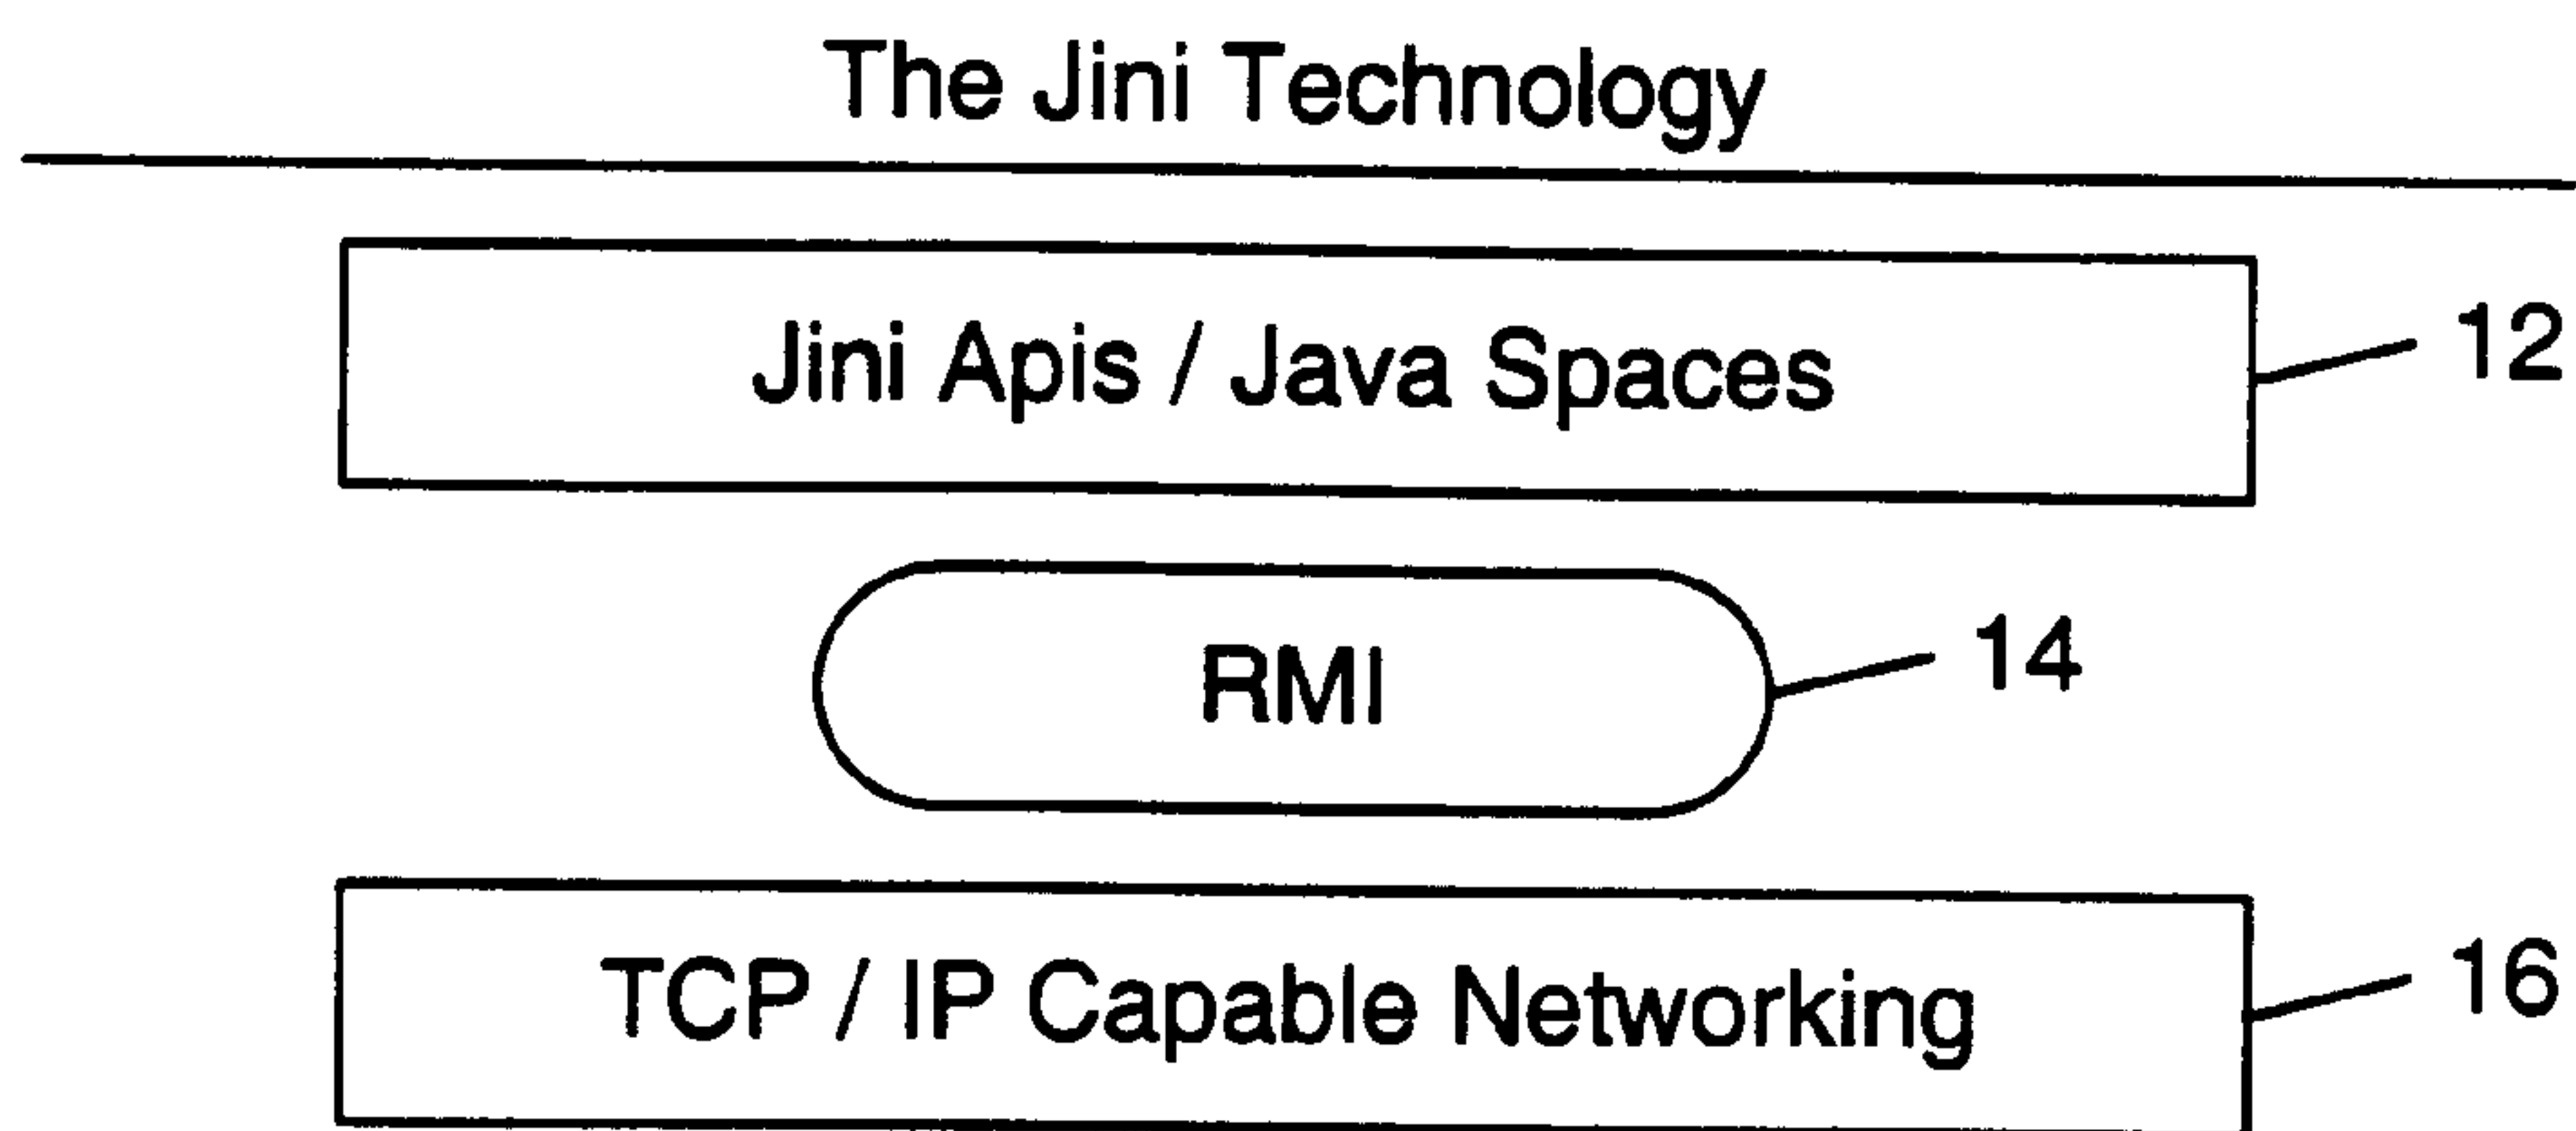 The Jini Technology
Jini Apis / Java Spaces
12
RMI
14
TCP / IP Capable Networking
16